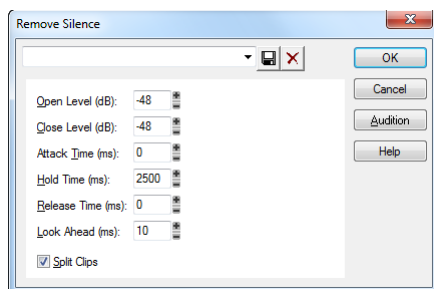 Remove Silence
OK
Cancel
Audition
Help
Open Level (dB): -48
Close Level (dB): -48
Attack Time (ms): 0
Hold Time (ms): 2500
Release Time (ms): 0
Look Ahead (ms): 10
Split Clips